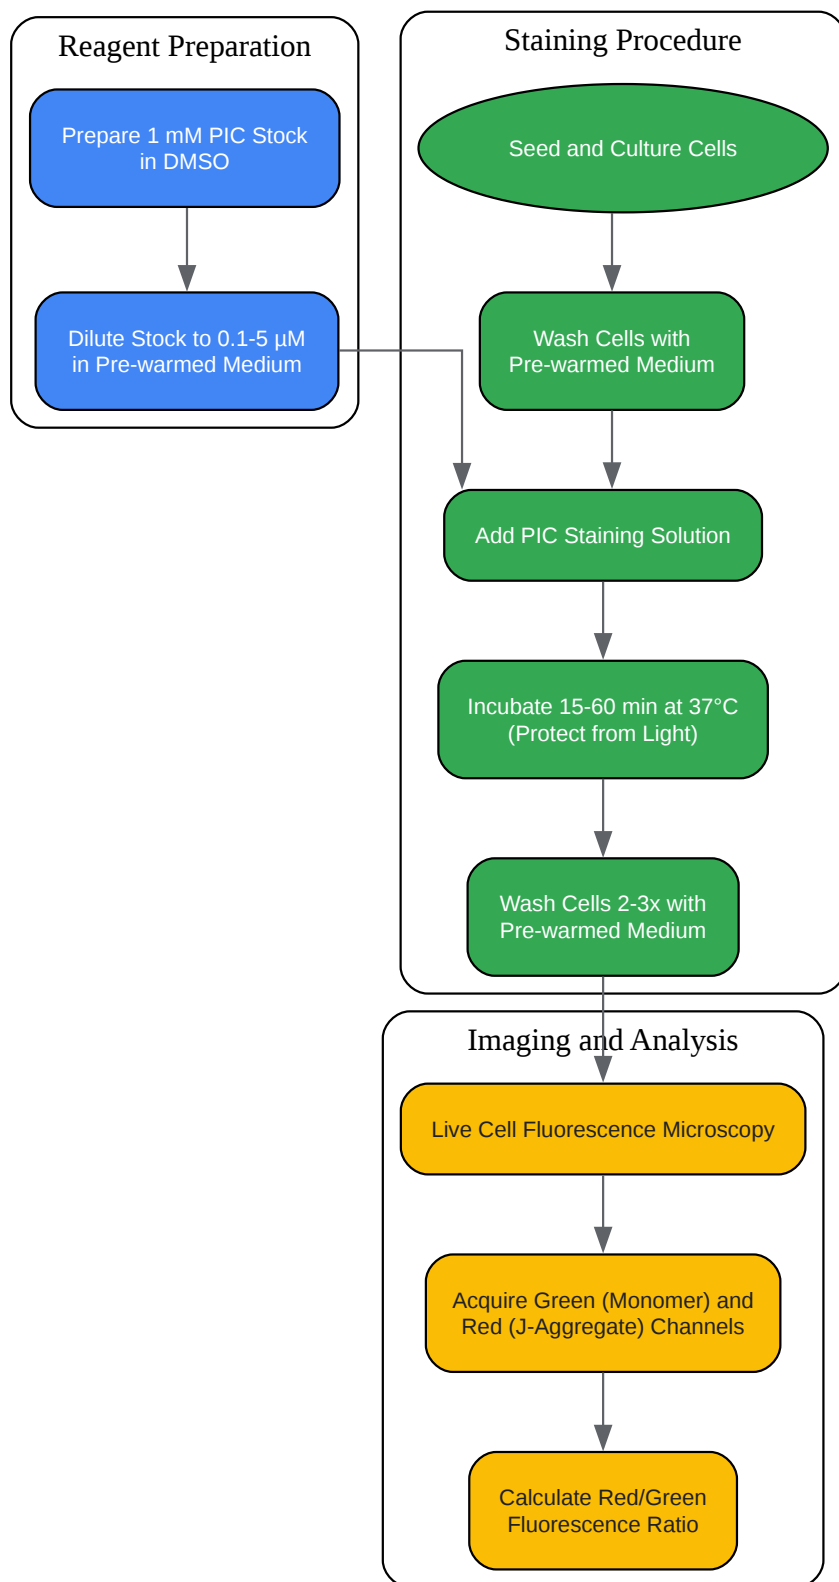 Reagent Preparation
Prepare 1 mM PIC Stock
in DMSO
Dilute Stock to 0.1-5 µM
in Pre-warmed Medium
Staining Procedure
Seed and Culture Cells
Wash Cells with
Pre-warmed Medium
Add PIC Staining Solution
Incubate 15-60 min at 37°C
(Protect from Light)
Wash Cells 2-3x with
Pre-warmed Medium
Imaging and Analysis
Live Cell Fluorescence Microscopy
Acquire Green (Monomer) and
Red (J-Aggregate) Channels
Calculate Red/Green
Fluorescence Ratio